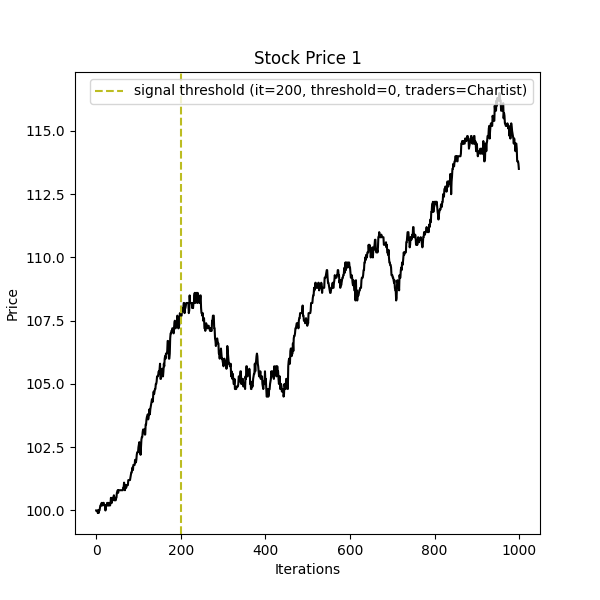 Stock Price 1
signal threshold (it=200, threshold=0, traders=Chartist)
115.0
112.5
110.0
107.5
105.0
102.5
100.0
Price
0 200 400 600 800 1000
Iterations